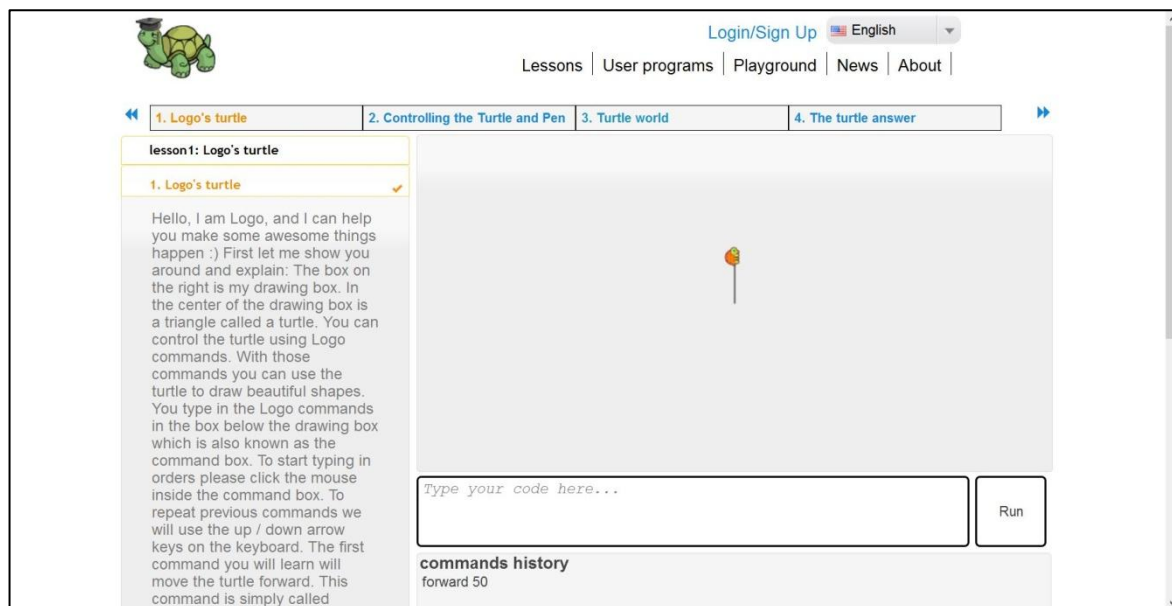 Login/Sign Up English
Lessons User programs Playground News About
1. Logo's turtle 2. Controlling the Turtle and Pen 3. Turtle world 4. The turtle answer
lesson1: Logo's turtle
1. Logo's turtle
Hello, I am Logo, and I can help
you make some awesome things
happen :) First let me show you
around and explain: The box on
the right is my drawing box. In
the center of the drawing box is
a triangle called a turtle. You can
control the turtle using Logo
commands. With those
commands you can use the
turtle to draw beautiful shapes.
You type in the Logo commands
in the box below the drawing box
which is also known as the
command box. To start typing in
orders please click the mouse
inside the command box. To
repeat previous commands we
will use the up / down arrow
keys on the keyboard. The first
command you will learn will
move the turtle forward. This
command is simply called
Type your code here...
Run
commands history
forward 50